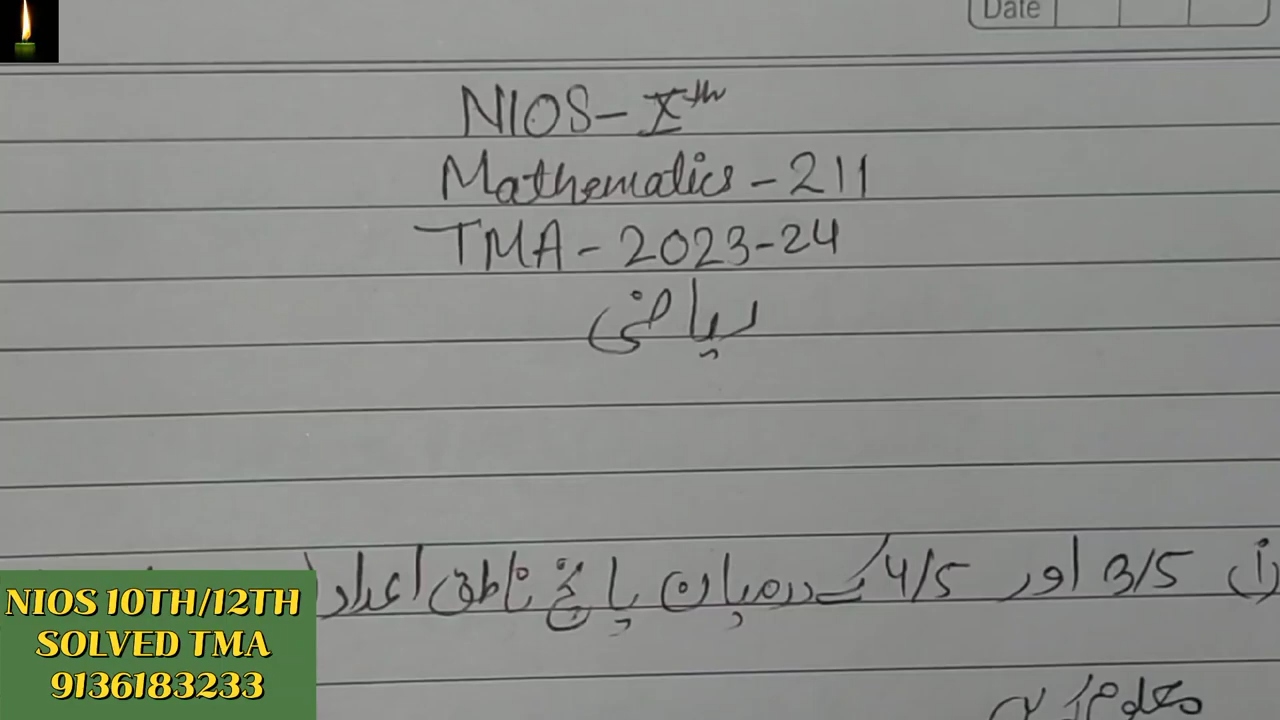 Date
NIOS-Xth
Mathematics-211
TMA-2023-24
ریاضی
3/5 اور 4/5 کے درمیان پانچ ناطق اعداد
معلوم کریں
NIOS 10TH/12TH
SOLVED TMA
9136183233